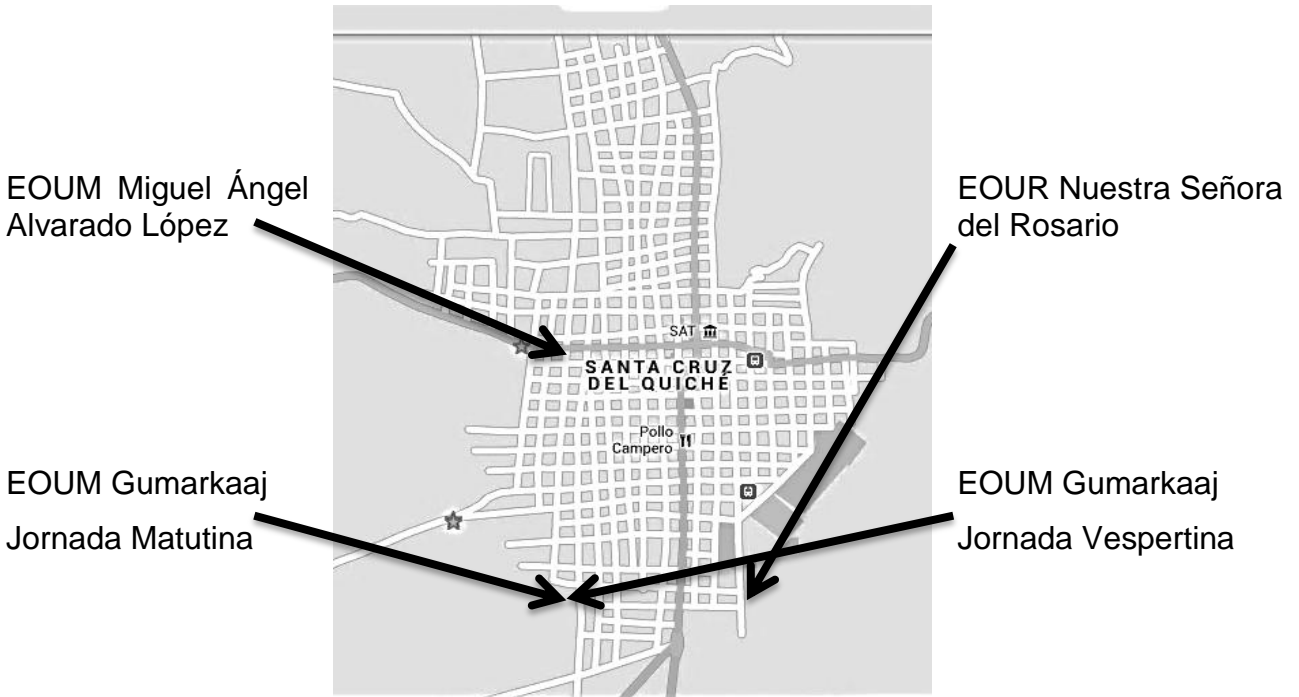 EOUM Miguel Ángel
Alvarado López
EOUR Nuestra Señora
del Rosario
SAT
SANTA CRUZ
DEL QUICHÉ
Pollo
Campero
EOUM Gumarkaaj
Jornada Matutina
EOUM Gumarkaaj
Jornada Vespertina